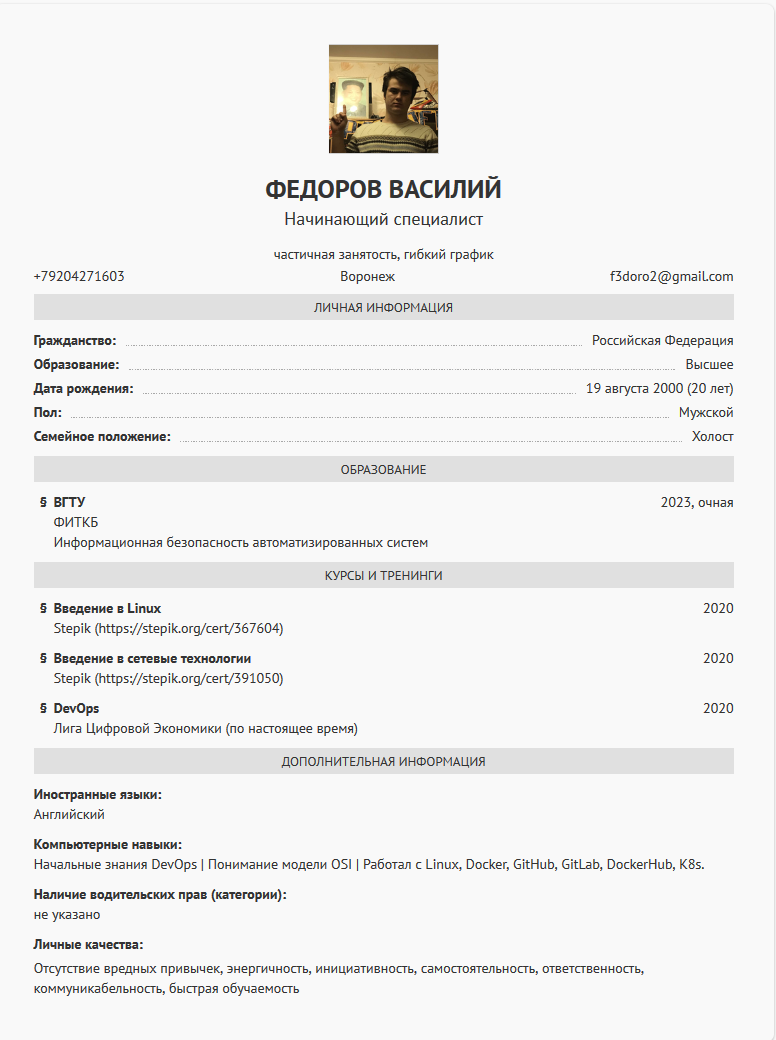 ФЕДОРОВ ВАСИЛИЙ
Начинающий специалист
частичная занятость, гибкий график
+79204271603 Воронеж f3doro2@gmail.com
ЛИЧНАЯ ИНФОРМАЦИЯ
Гражданство: Российская Федерация
Образование: Высшее
Дата рождения: 19 августа 2000 (20 лет)
Пол: Мужской
Семейное положение: Холост
ОБРАЗОВАНИЕ
§ ВГТУ 2023, очная
ФИТКБ
Информационная безопасность автоматизированных систем
КУРСЫ И ТРЕНИНГИ
§ Введение в Linux 2020
Stepik (https://stepik.org/cert/367604)
§ Введение в сетевые технологии 2020
Stepik (https://stepik.org/cert/391050)
§ DevOps 2020
Лига Цифровой Экономики (по настоящее время)
ДОПОЛНИТЕЛЬНАЯ ИНФОРМАЦИЯ
Иностранные языки:
Английский
Компьютерные навыки:
Начальные знания DevOps | Понимание модели OSI | Работал с Linux, Docker, GitHub, GitLab, DockerHub, K8s.
Наличие водительских прав (категории):
не указано
Личные качества:
Отсутствие вредных привычек, энергичность, инициативность, самостоятельность, ответственность,
коммуникабельность, быстрая обучаемость